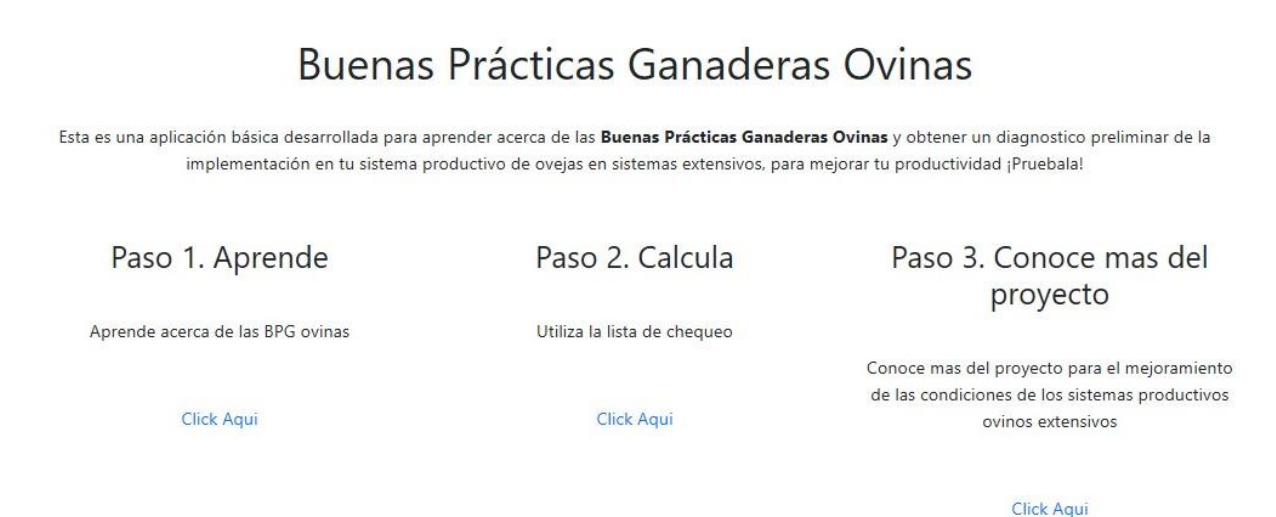 Buenas Prácticas Ganaderas Ovinas
Esta es una aplicación básica desarrollada para aprender acerca de las Buenas Prácticas Ganaderas Ovinas y obtener un diagnostico preliminar de la
implementación en tu sistema productivo de ovejas en sistemas extensivos, para mejorar tu productividad ¡Pruebala!
Paso 1. Aprende
Aprende acerca de las BPG ovinas
Click Aqui
Paso 2. Calcula
Utiliza la lista de chequeo
Click Aqui
Paso 3. Conoce mas del
proyecto
Conoce mas del proyecto para el mejoramiento
de las condiciones de los sistemas productivos
ovinos extensivos
Click Aqui